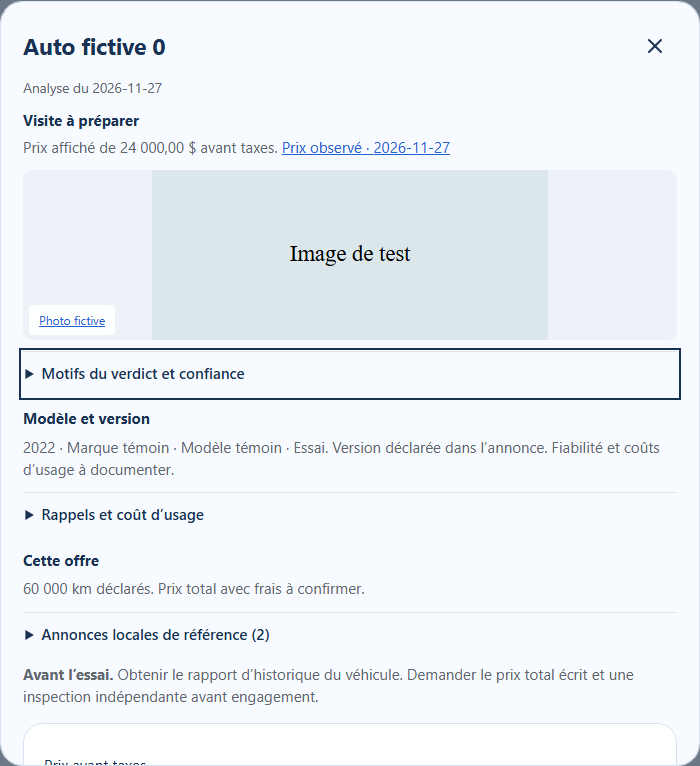 Auto fictive 0
Analyse du 2026-11-27
Visite à préparer
Prix affiché de 24 000,00 $ avant taxes. Prix observé · 2026-11-27
Image de test
Photo fictive
Motifs du verdict et confiance
Modèle et version
2022 · Marque témoin · Modèle témoin · Essai. Version déclarée dans l’annonce. Fiabilité et coûts
d’usage à documenter.
Rappels et coût d’usage
Cette offre
60 000 km déclarés. Prix total avec frais à confirmer.
Annonces locales de référence (2)
Avant l’essai. Obtenir le rapport d’historique du véhicule. Demander le prix total écrit et une
inspection indépendante avant engagement.
Prix avant taxes